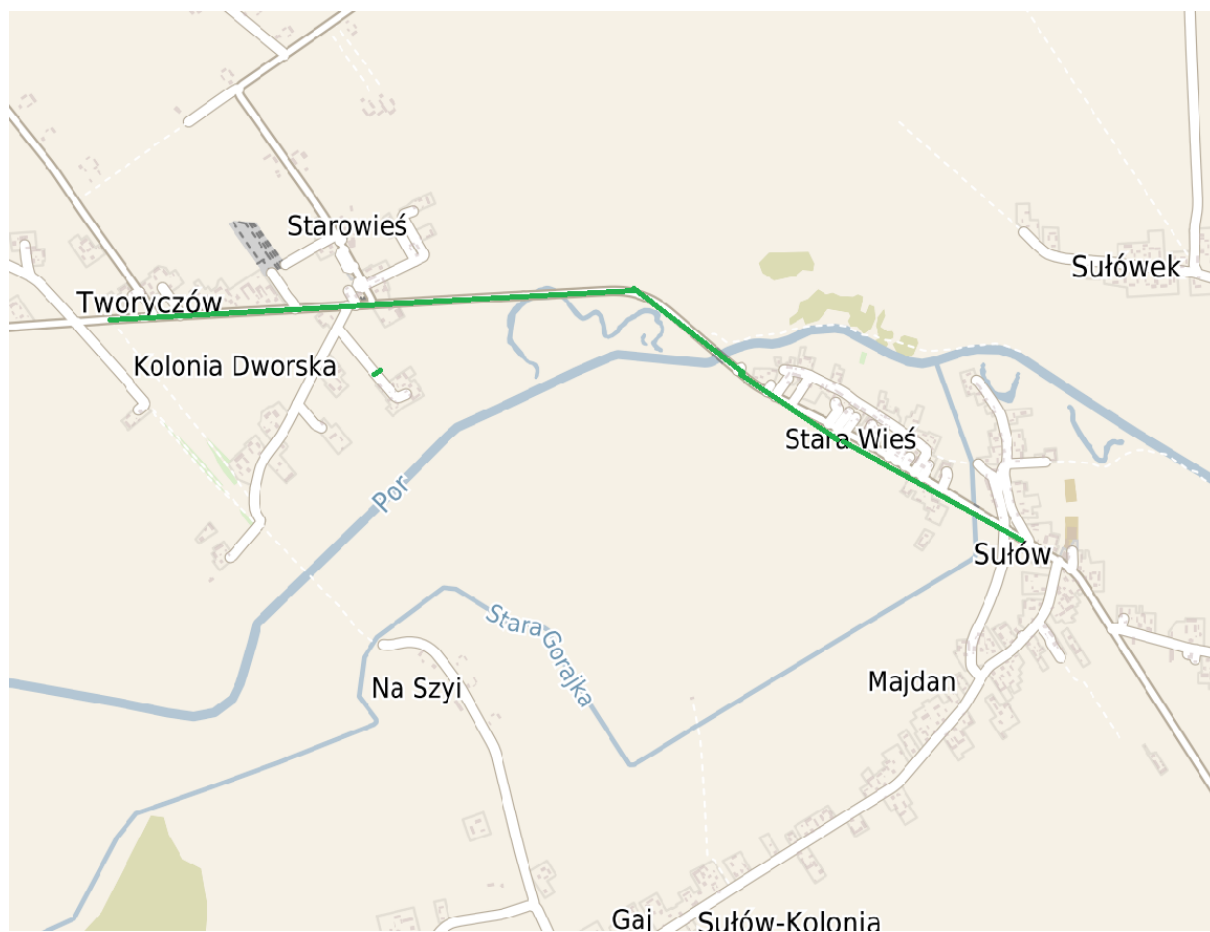 Starowieś
Sułówek
Tworyczów
Kolonia Dworska
Stara Wieś
Por
Sułów
Stara Gorajka
Majdan
Na Szyi
Gaj
Sułów-Kolonia